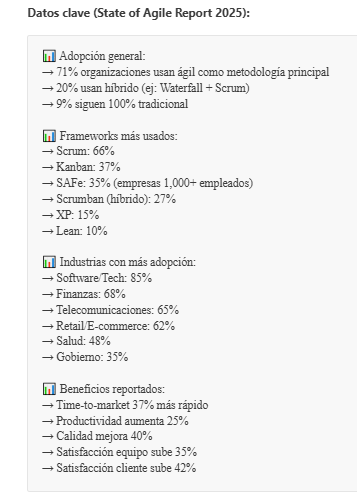 Datos clave (State of Agile Report 2025):
📊 Adopción general:
→ 71% organizaciones usan ágil como metodología principal
→ 20% usan híbrido (ej: Waterfall + Scrum)
→ 9% siguen 100% tradicional
📊 Frameworks más usados:
→ Scrum: 66%
→ Kanban: 37%
→ SAFe: 35% (empresas 1,000+ empleados)
→ Scrumban (híbrido): 27%
→ XP: 15%
→ Lean: 10%
📊 Industrias con más adopción:
→ Software/Tech: 85%
→ Finanzas: 68%
→ Telecomunicaciones: 65%
→ Retail/E-commerce: 62%
→ Salud: 48%
→ Gobierno: 35%
📊 Beneficios reportados:
→ Time-to-market 37% más rápido
→ Productividad aumenta 25%
→ Calidad mejora 40%
→ Satisfacción equipo sube 35%
→ Satisfacción cliente sube 42%